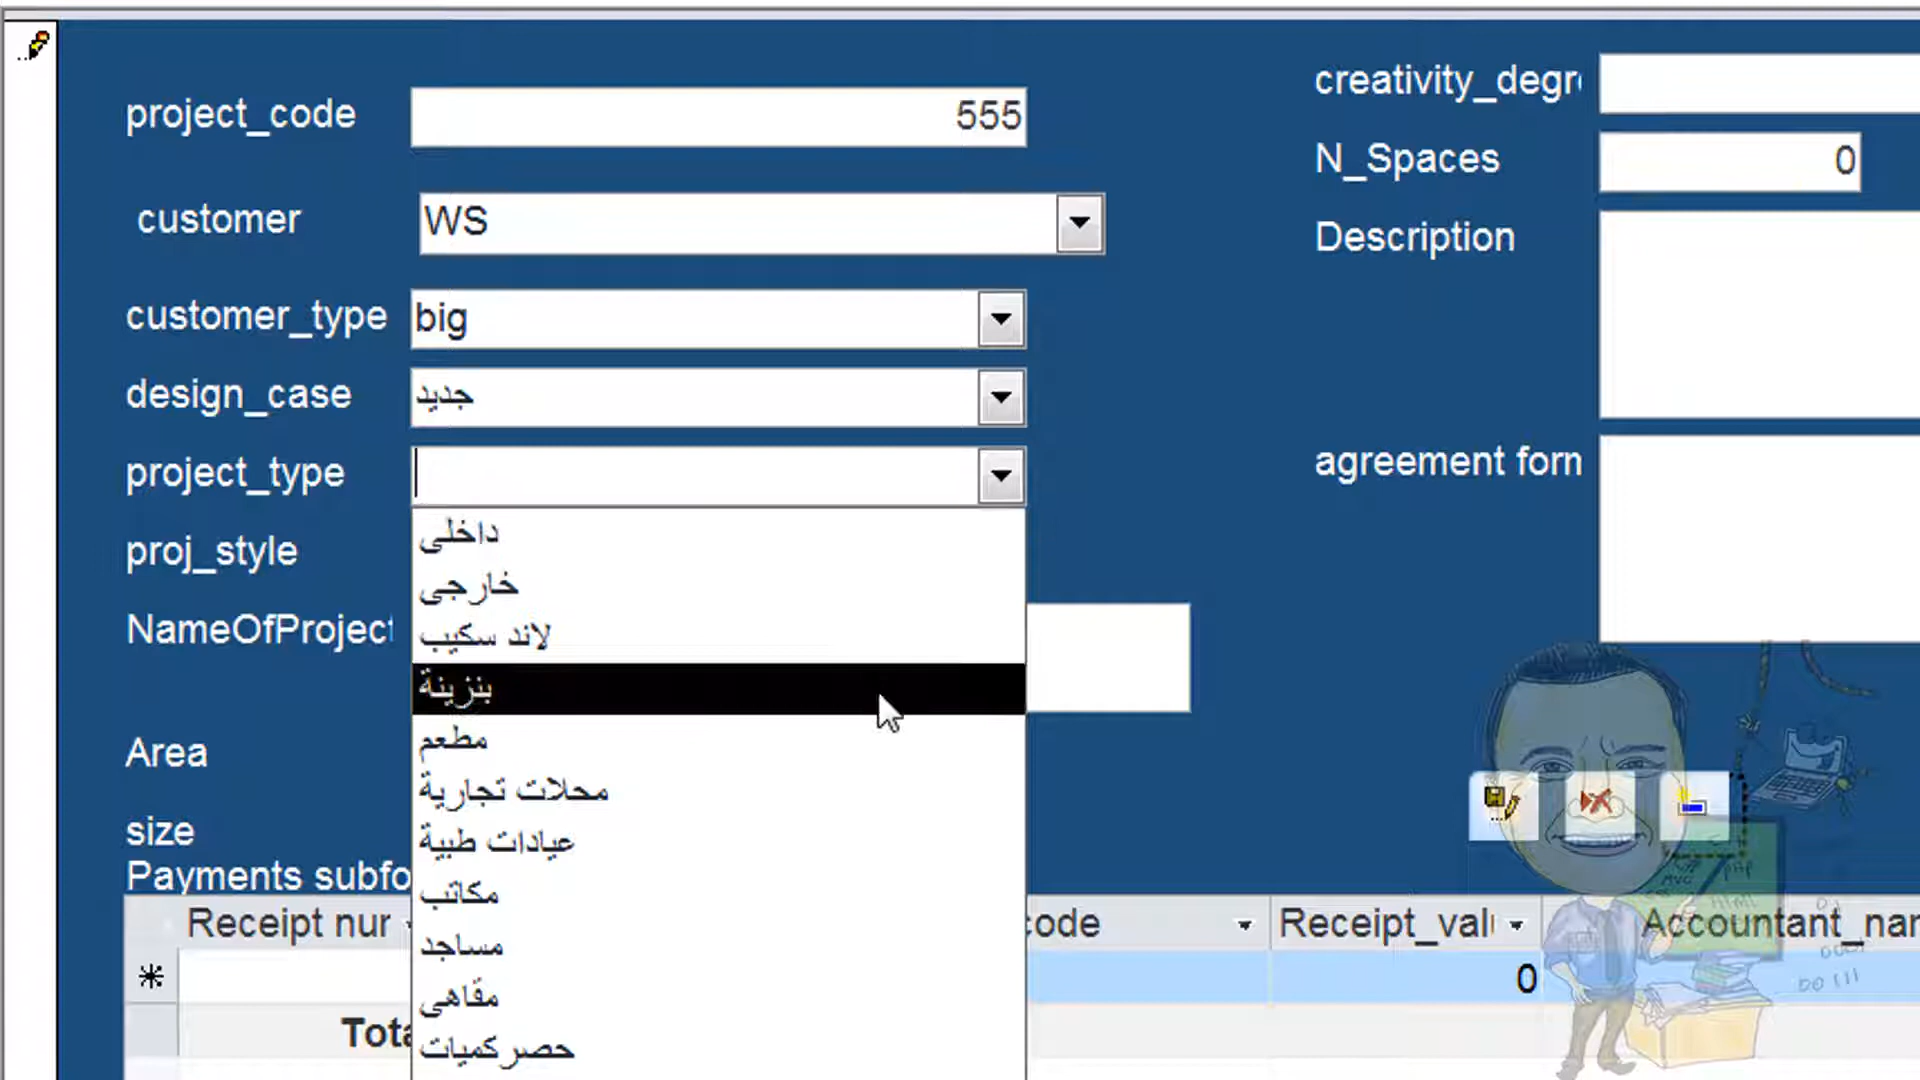 project_code
555
customer
WS
customer_type
big
design_case
جديد
project_type
داخلى
خارجى
لاند سكيب
بنزينة
مطعم
محلات تجارية
عيادات طبية
مكاتب
مساجد
مقاهى
حصركميات
proj_style
NameOfProject
Area
size
Payments subfo
creativity_degr
N_Spaces
0
Description
agreement form
Receipt nur
code
Receipt_val
Accountant_nar
0
Tota